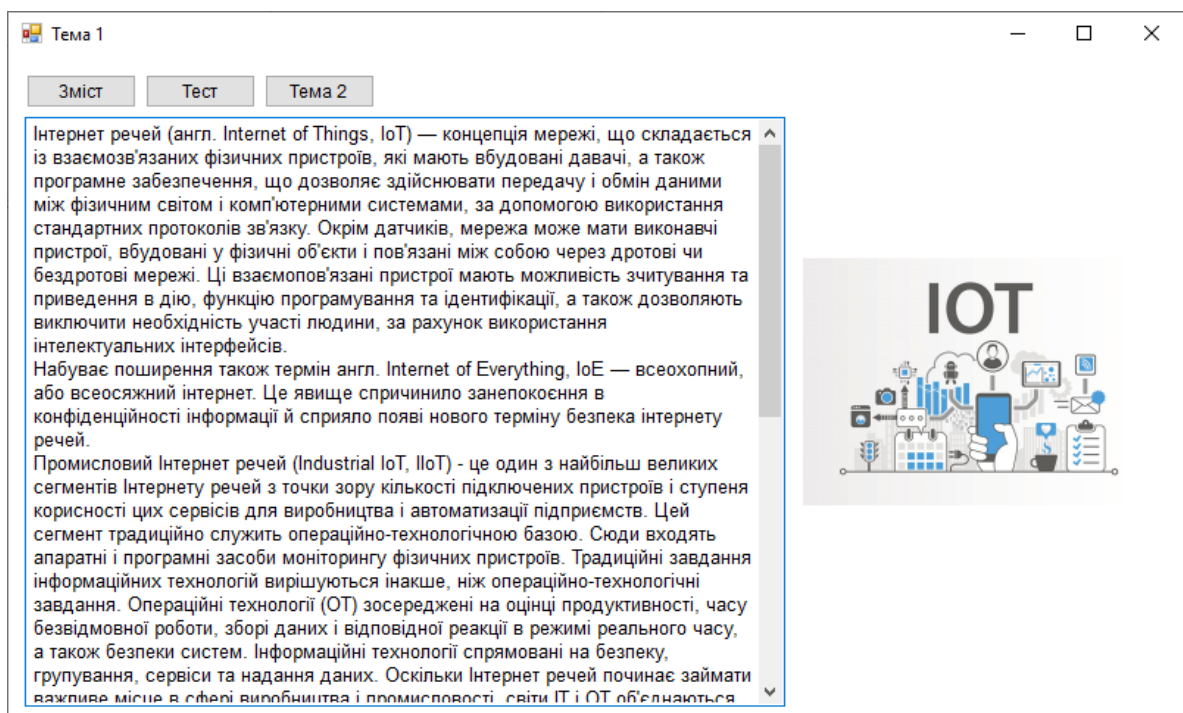 Тема 1
Зміст
Тест
Тема 2
Інтернет речей (англ. Internet of Things, IoT) — концепція мережі, що складається
із взаємозв'язаних фізичних пристроїв, які мають вбудовані давачі, а також
програмне забезпечення, що дозволяє здійснювати передачу і обмін даними
між фізичним світом і комп'ютерними системами, за допомогою використання
стандартних протоколів зв'язку. Окрім датчиків, мережа може мати виконавчі
пристрої, вбудовані у фізичні об'єкти і пов'язані між собою через дротові чи
бездротові мережі. Ці взаємопов'язані пристрої мають можливість зчитування та
приведення в дію, функцію програмування та ідентифікації, а також дозволяють
виключити необхідність участі людини, за рахунок використання
інтелектуальних інтерфейсів.
Набуває поширення також термін англ. Internet of Everything, IoE — всеохопний,
або всеосяжний інтернет. Це явище спричинило занепокоєння в
конфіденційності інформації й сприяло появі нового терміну безпека інтернету
речей.
Промисловий Інтернет речей (Industrial IoT, IIoT) - це один з найбільш великих
сегментів Інтернету речей з точки зору кількості підключених пристроїв і ступеня
корисності цих сервісів для виробництва і автоматизації підприємств. Цей
сегмент традиційно служить операційно-технологічною базою. Сюди входять
апаратні і програмні засоби моніторингу фізичних пристроїв. Традиційні завдання
інформаційних технологій вирішуються інакше, ніж операційно-технологічні
завдання. Операційні технології (ОТ) зосереджені на оцінці продуктивності, часу
безвідмовної роботи, зборі даних і відповідної реакції в режимі реального часу,
а також безпеки систем. Інформаційні технології спрямовані на безпеку,
групування, сервіси та надання даних. Оскільки Інтернет речей починає займати
важливе місце в сфері виробництва і промисловості, світи ІТ і ОТ об'єднаються
IOT